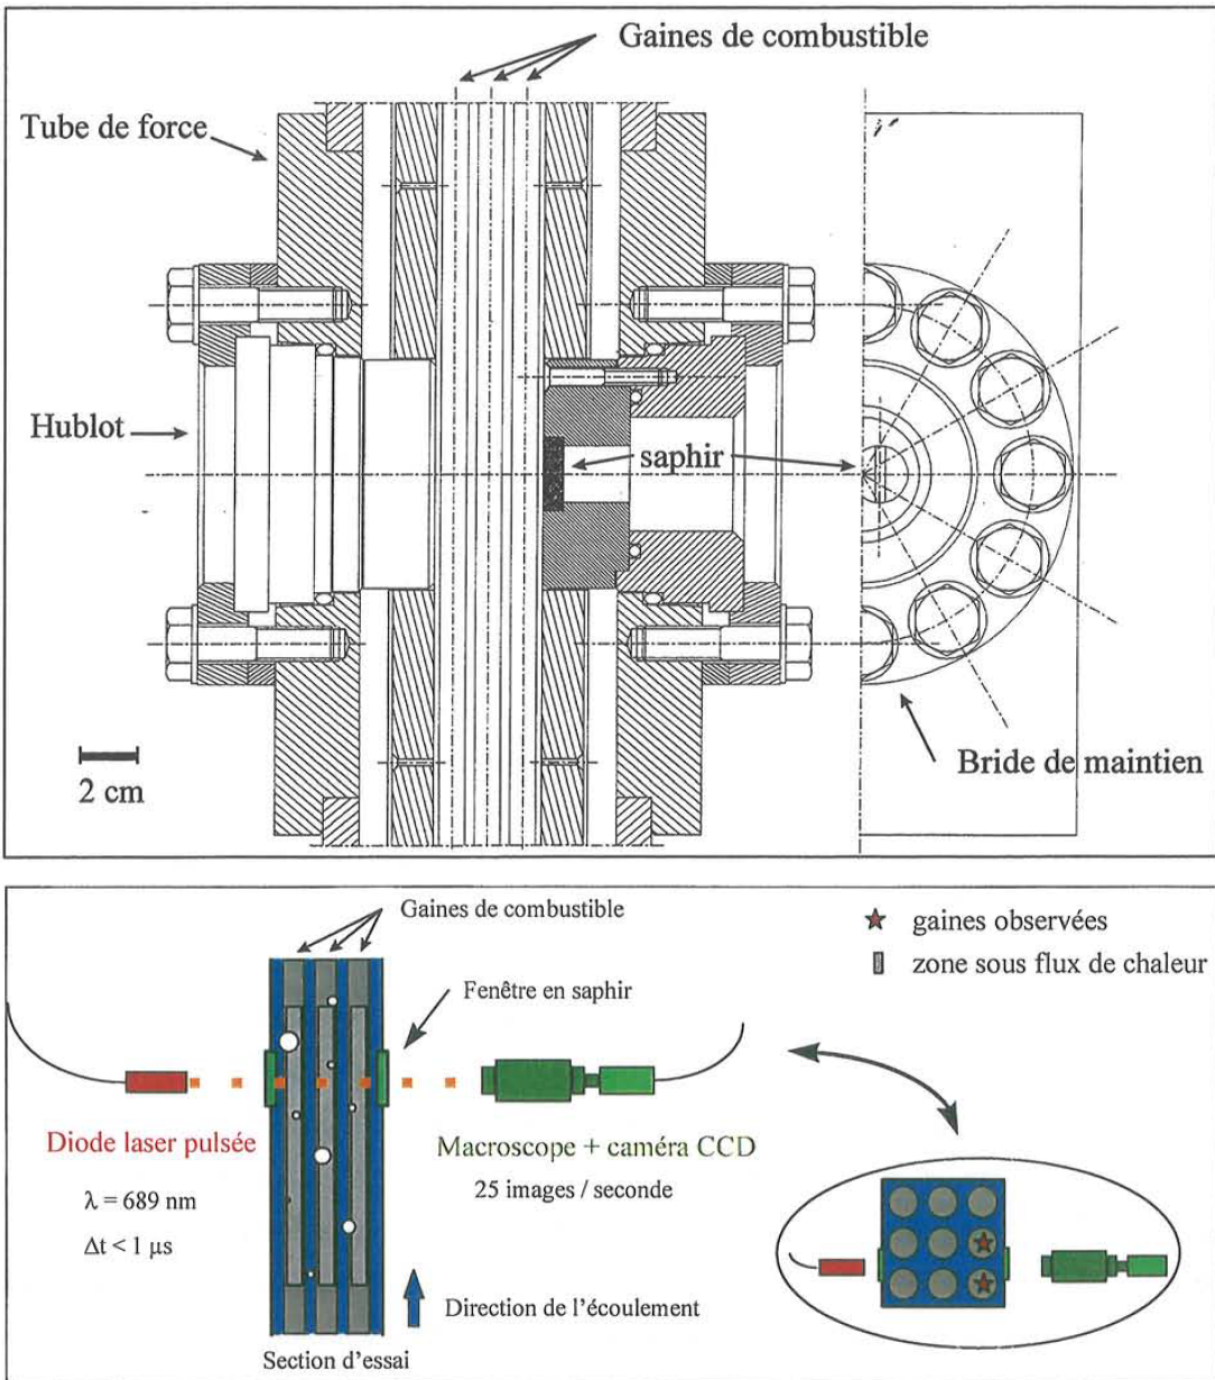 Gaines de combustible
Tube de force
Hublot
saphir
2 cm
Bride de maintien
Gaines de combustible
gaines observées
zone sous flux de chaleur
Fenêtre en saphir
Diode laser pulsée
Macroscope + caméra CCD
λ = 689 nm
25 images / seconde
Δt < 1 μs
Direction de l'écoulement
Section d'essai